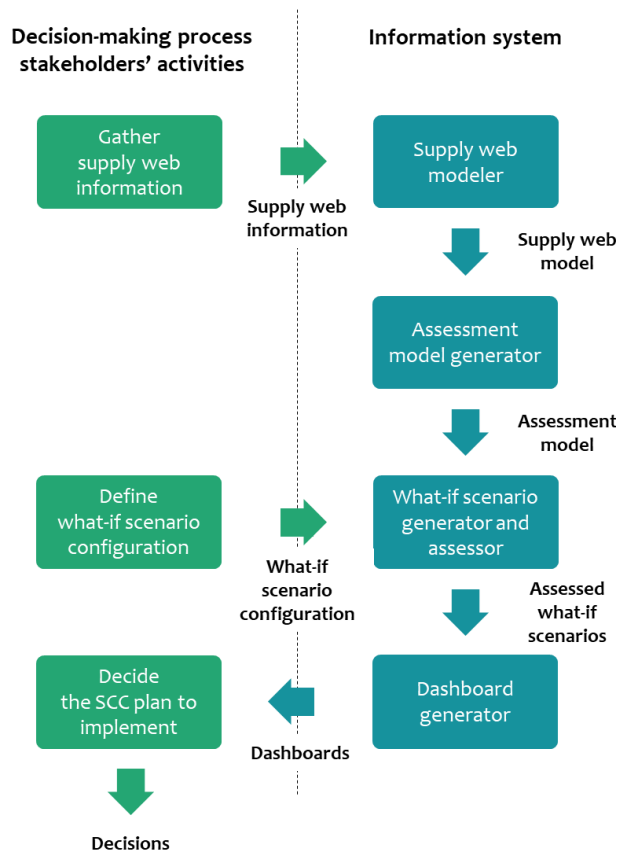 Decision-making process
stakeholders’ activities
Information system
Gather
supply web
information
Supply web
information
Supply web
modeler
Supply web
model
Assessment
model generator
Assessment
model
Define
what-if scenario
configuration
What-if
scenario
configuration
What-if scenario
generator and
assessor
Assessed
what-if
scenarios
Decide
the SCC plan to
implement
Dashboards
Dashboard
generator
Decisions